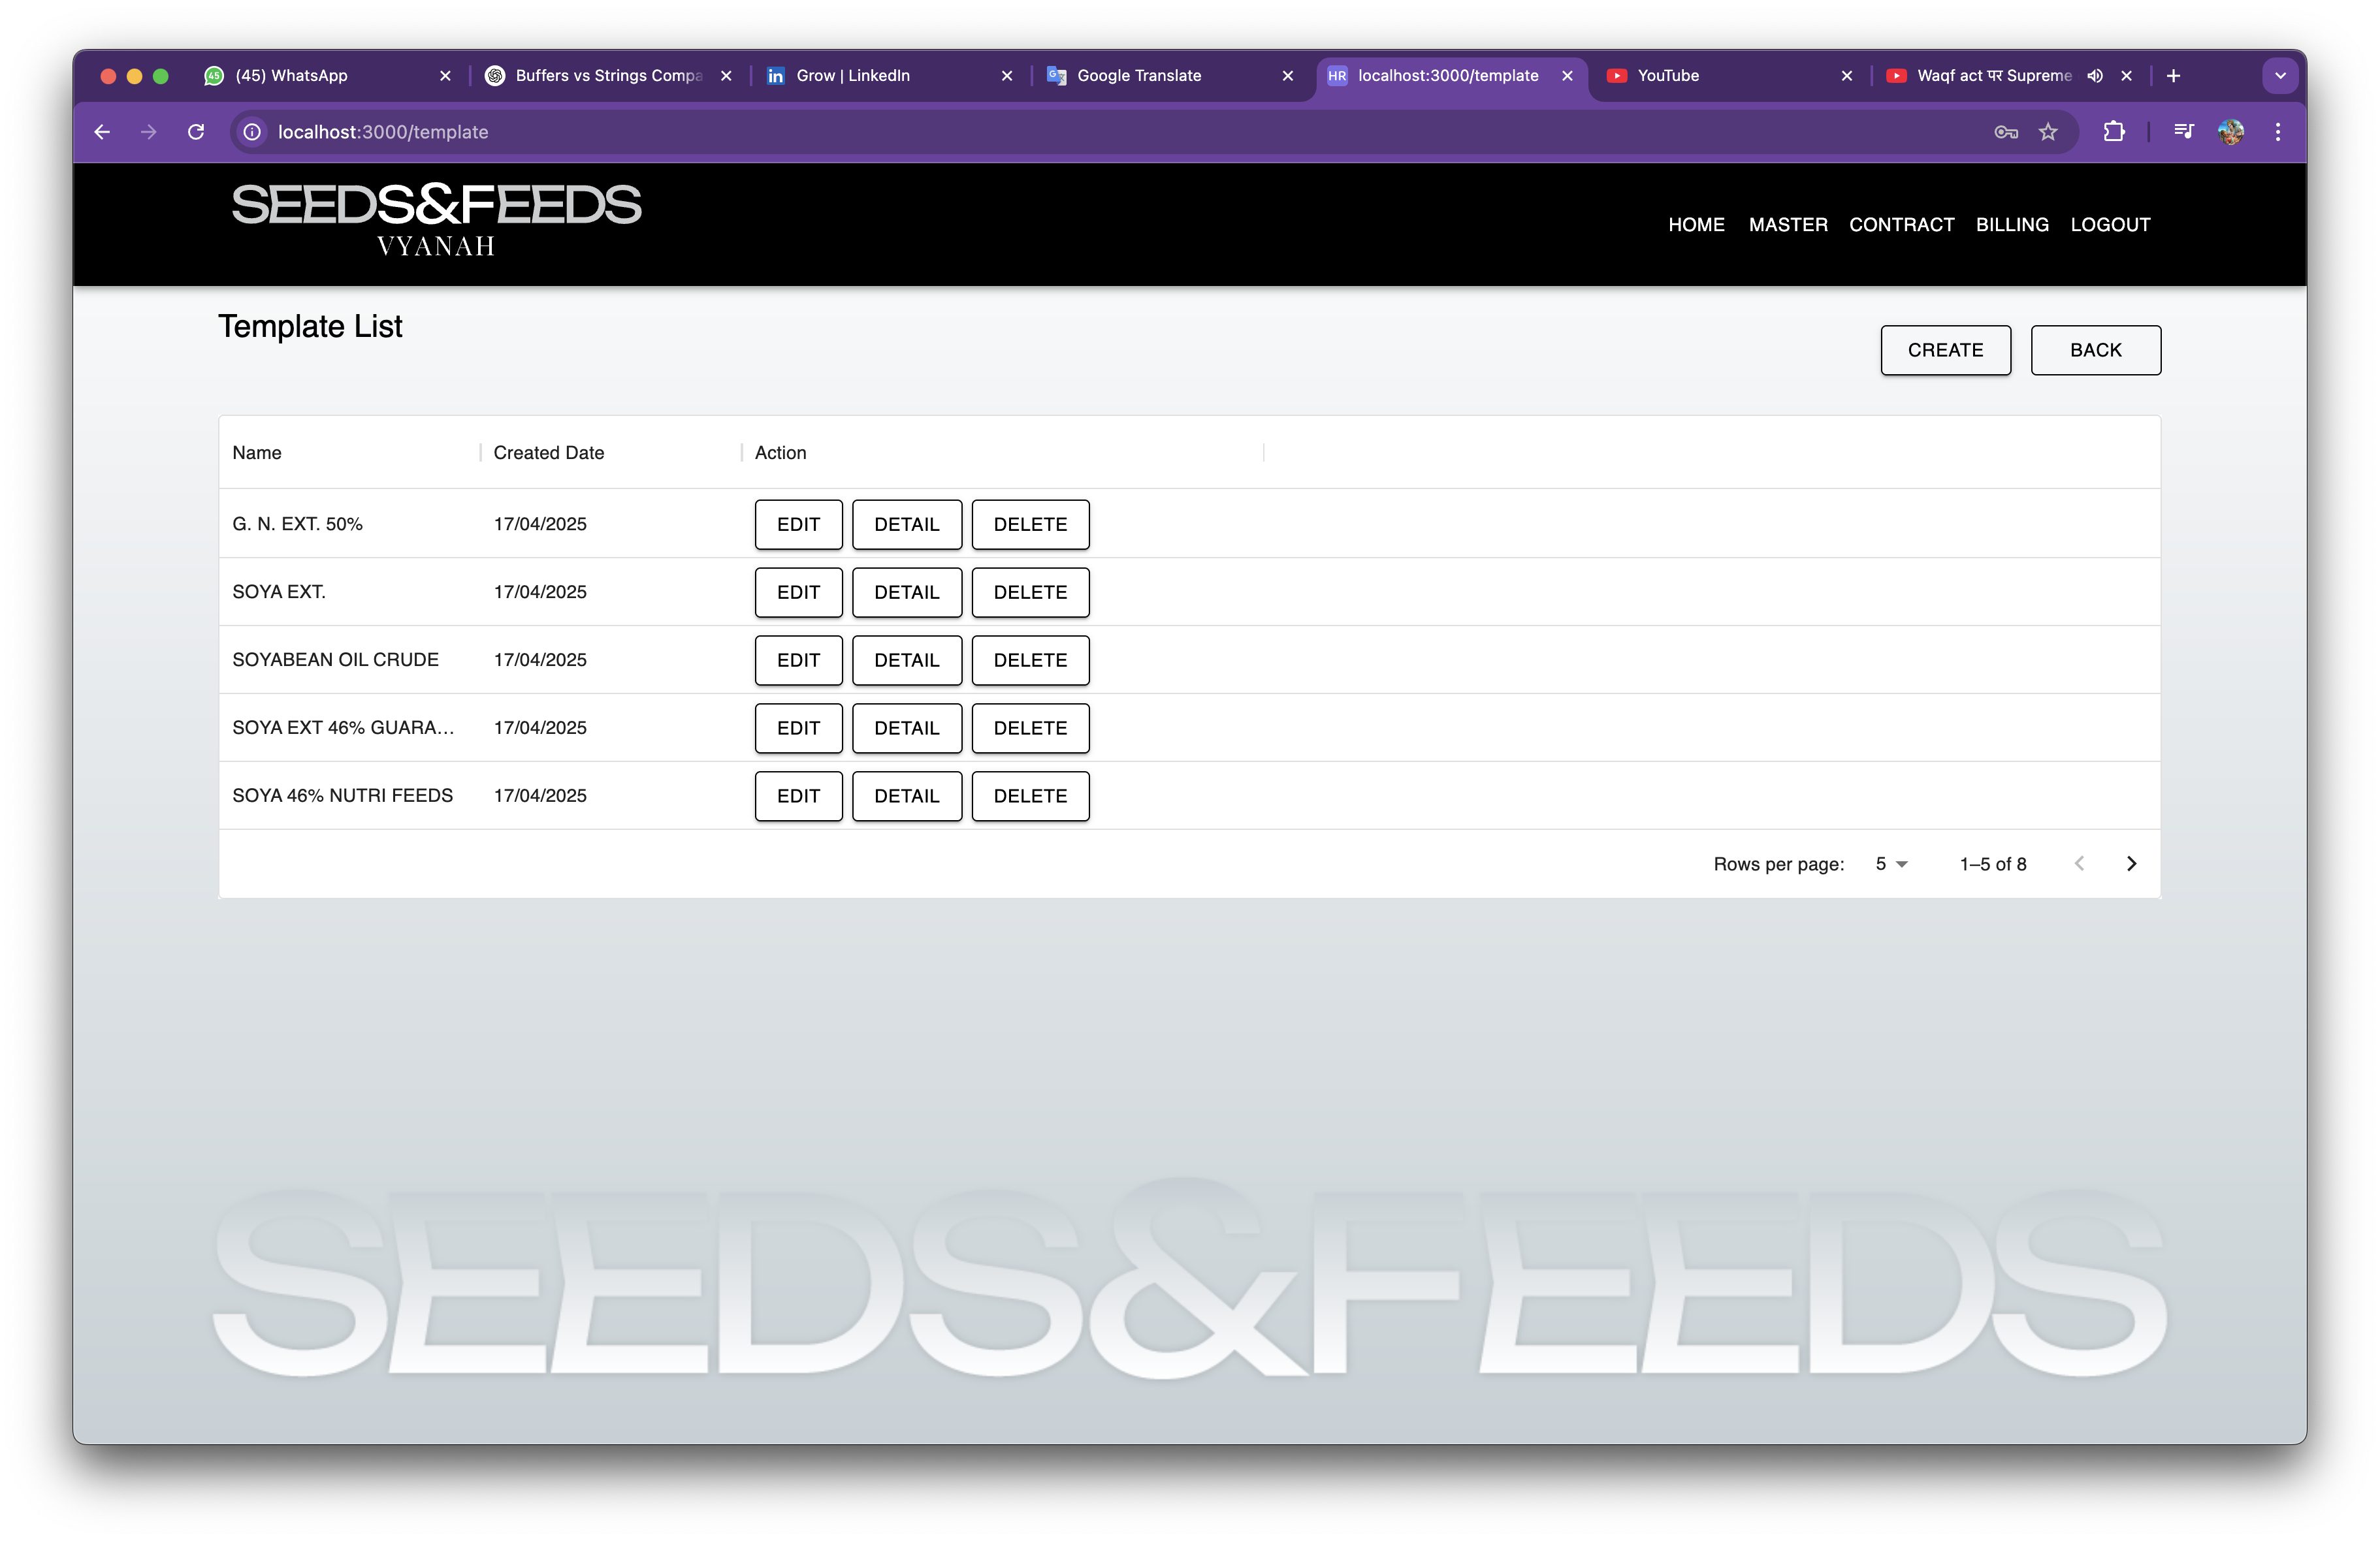 (45) WhatsApp
Buffers vs Strings Compa
Grow | LinkedIn
Google Translate
HR localhost:3000/template
YouTube
Waqf act पर Supreme
localhost:3000/template
SEEDS&FEEDS
VYANAH
HOME MASTER CONTRACT BILLING LOGOUT
Template List
CREATE BACK
Name Created Date Action
G. N. EXT. 50% 17/04/2025 EDIT DETAIL DELETE
SOYA EXT. 17/04/2025 EDIT DETAIL DELETE
SOYABEAN OIL CRUDE 17/04/2025 EDIT DETAIL DELETE
SOYA EXT 46% GUARA... 17/04/2025 EDIT DETAIL DELETE
SOYA 46% NUTRI FEEDS 17/04/2025 EDIT DETAIL DELETE
Rows per page: 5 1–5 of 8
SEEDS&FEEDS